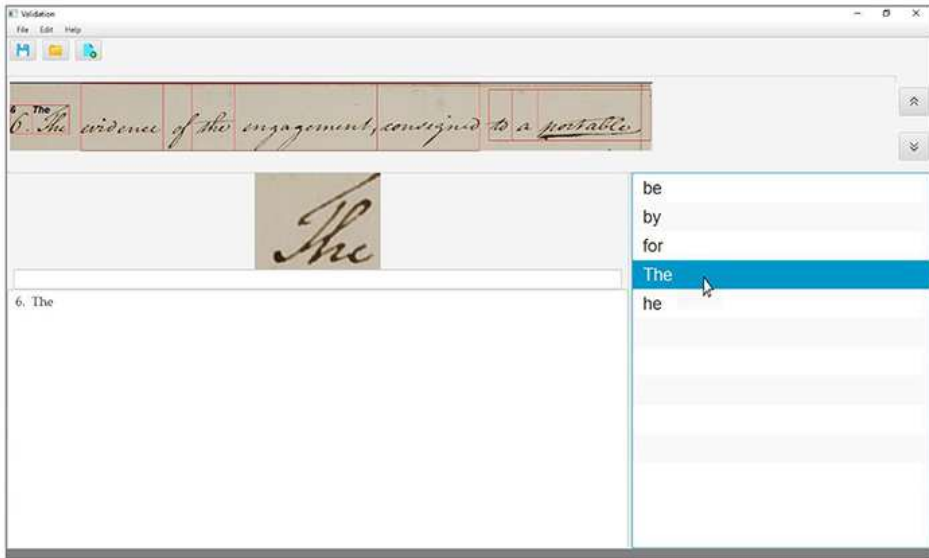 Validation
File Edit Help
6 The
6. The evidence of the engagement, consigned to a portable
be
The
by
for
The
6. The
he